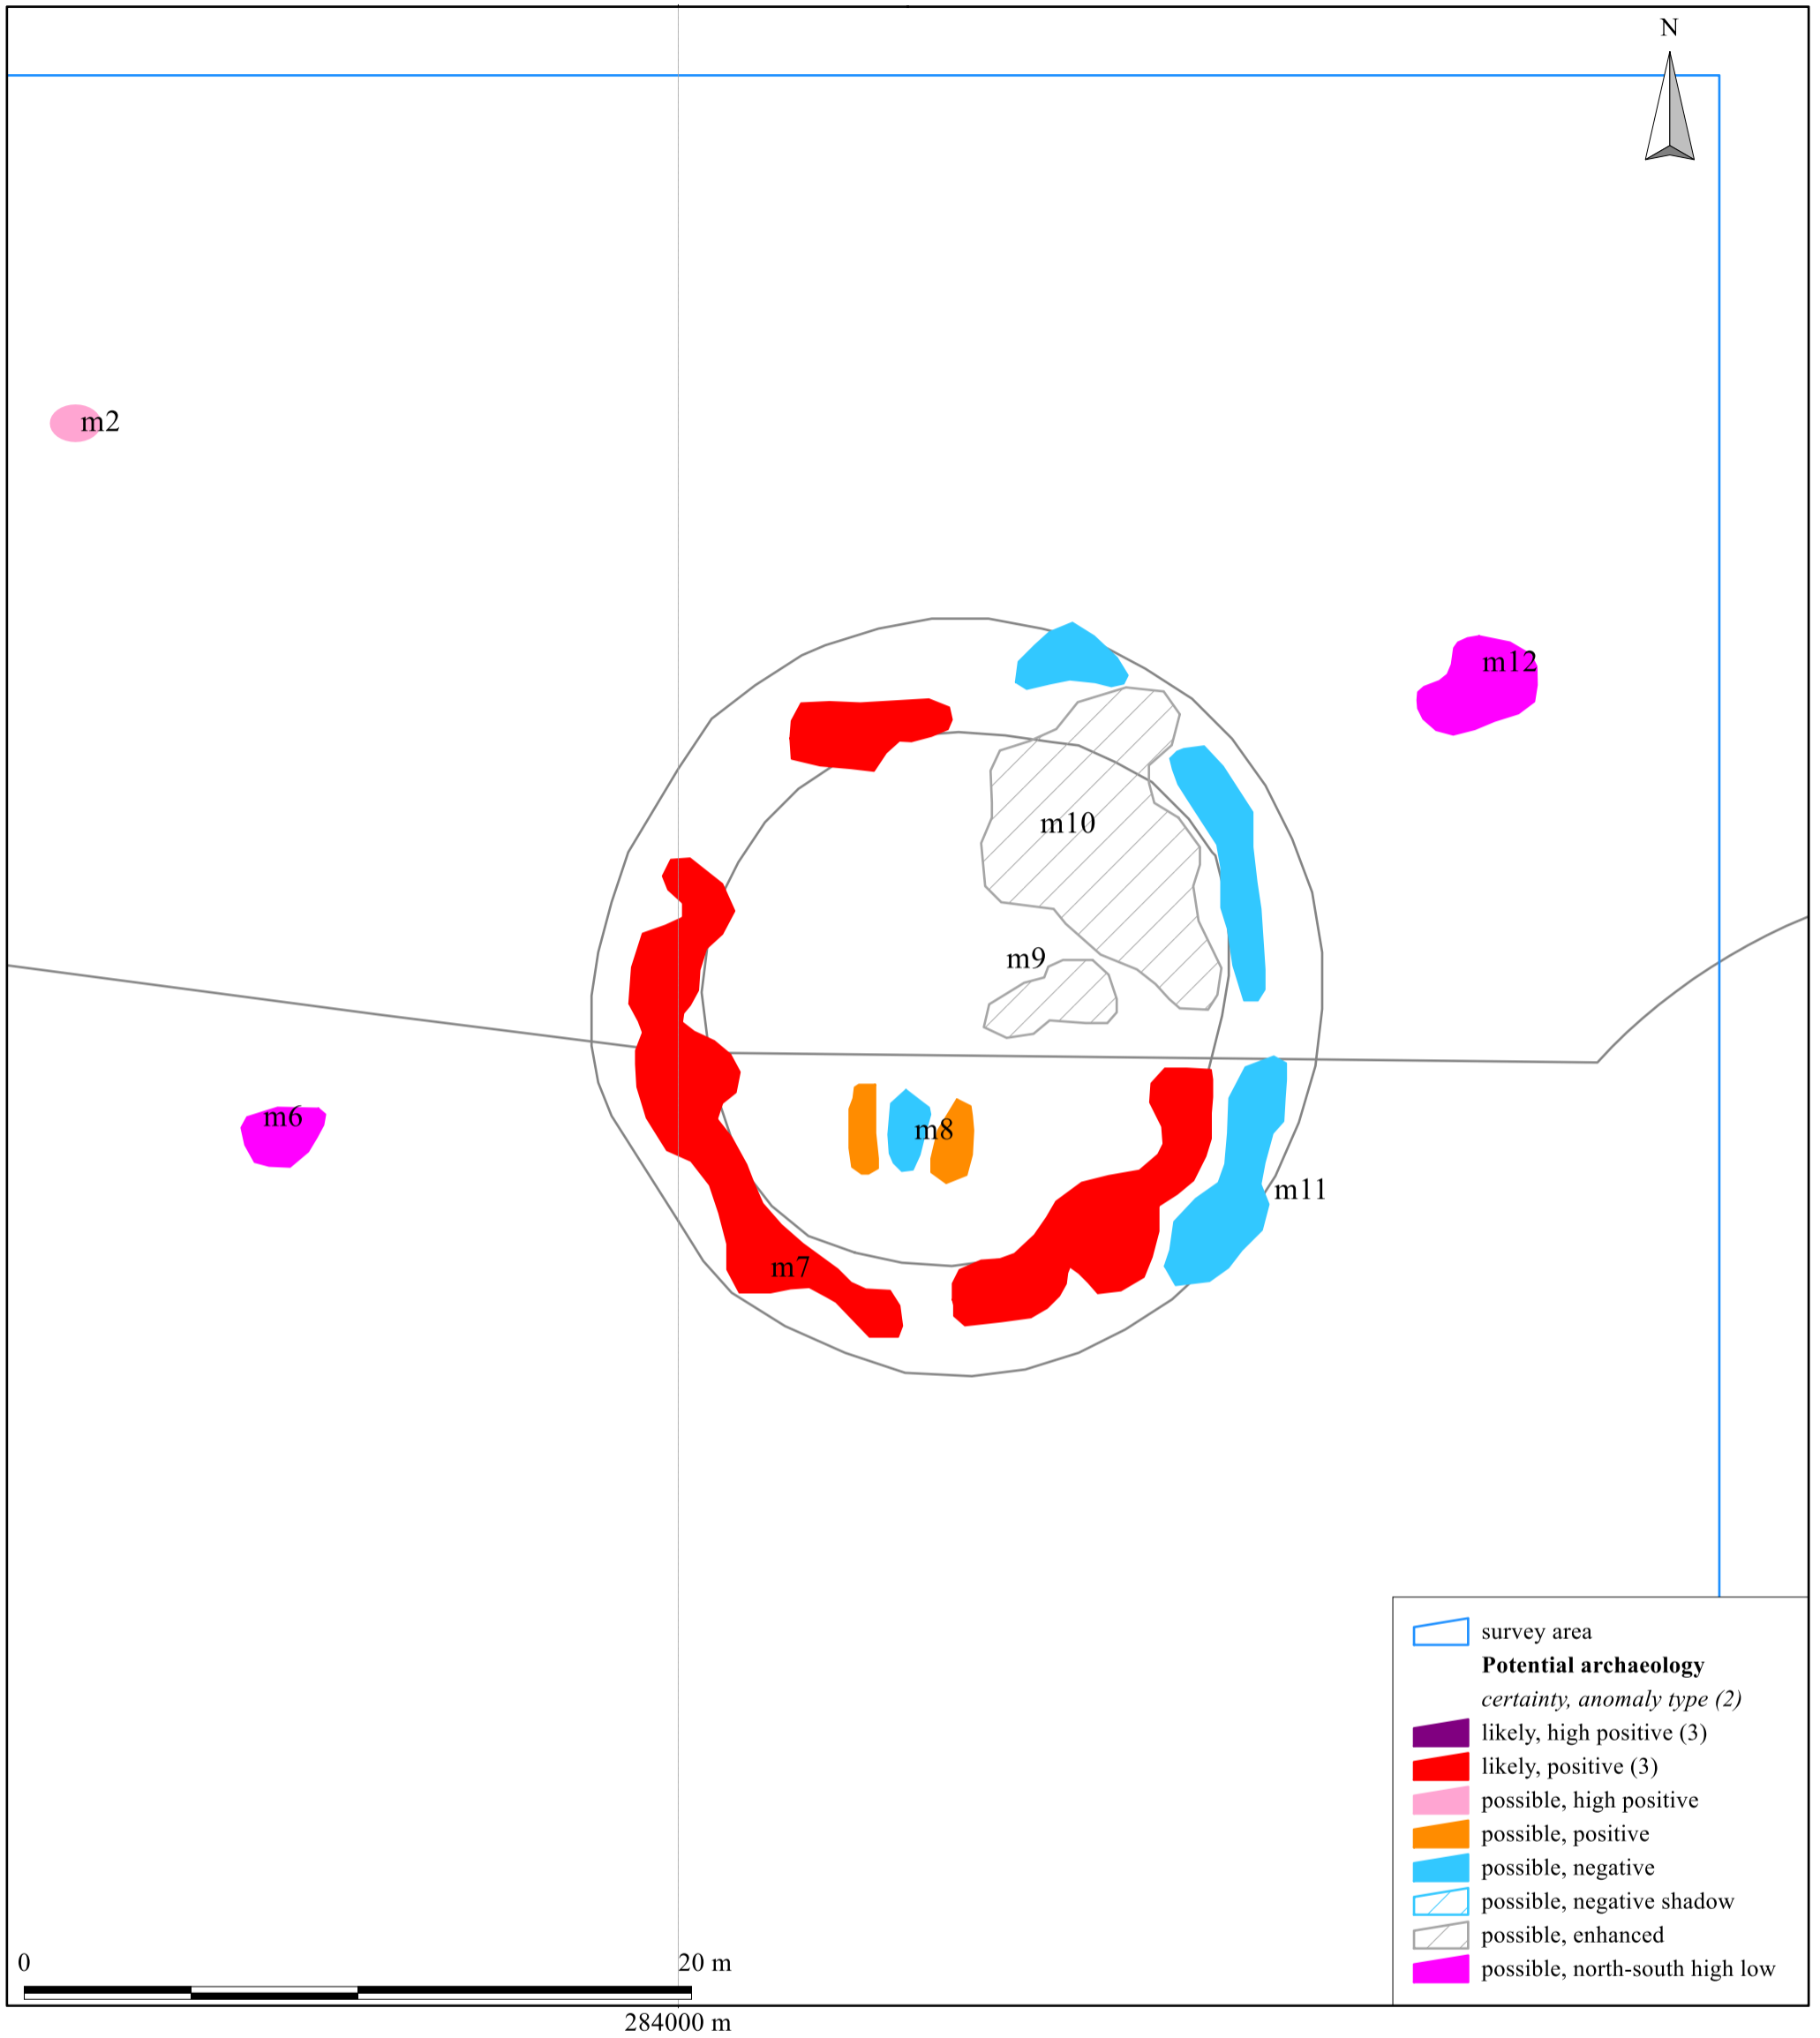 N
m2
m12
m10
m9
m6
m8
m11
m7
survey area
Potential archaeology
certainty, anomaly type (2)
likely, high positive (3)
likely, positive (3)
possible, high positive
possible, positive
possible, negative
possible, negative shadow
possible, enhanced
possible, north-south high low
0 20 m
284000 m